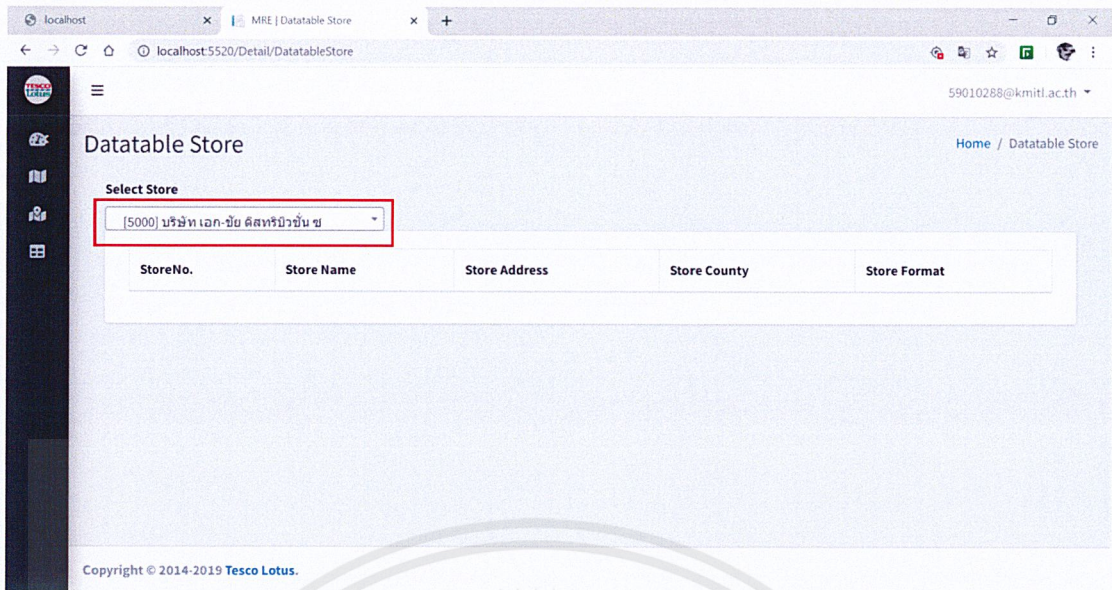 localhost
MRE | Datatable Store
localhost:5520/Detail/DatatableStore
TESCO
Lotus
59010288@kmitl.ac.th
Datatable Store
Home / Datatable Store
Select Store
[5000] บริษัท เอก-ชัย ดิสทริบิวชั่น ซ
StoreNo. Store Name Store Address Store County Store Format
Copyright © 2014-2019 Tesco Lotus.